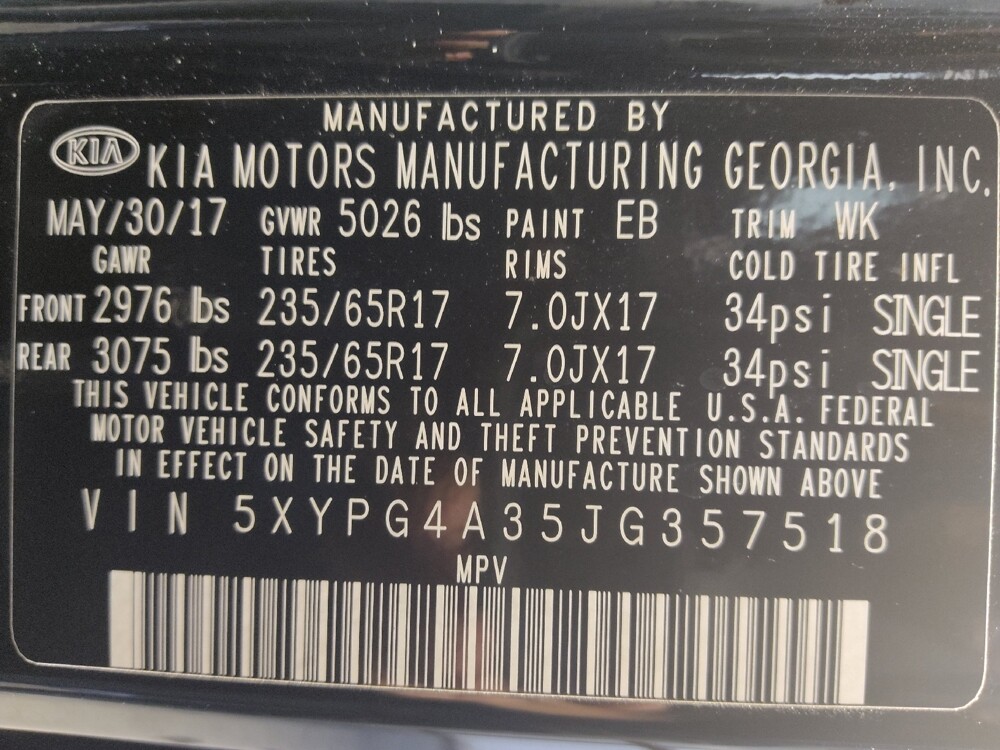 MANUFACTURED BY
KIA KIA MOTORS MANUFACTURING GEORGIA, INC.
MAY/30/17 GVWR 5026 lbs PAINT EB TRIM WK
GAWR TIRES RIMS COLD TIRE INFL
FRONT 2976 lbs 235/65R17 7.0JX17 34psi SINGLE
REAR 3075 lbs 235/65R17 7.0JX17 34psi SINGLE
THIS VEHICLE CONFORMS TO ALL APPLICABLE U.S.A. FEDERAL
MOTOR VEHICLE SAFETY AND THEFT PREVENTION STANDARDS
IN EFFECT ON THE DATE OF MANUFACTURE SHOWN ABOVE
VIN 5XYPG4A35JG357518
MPV